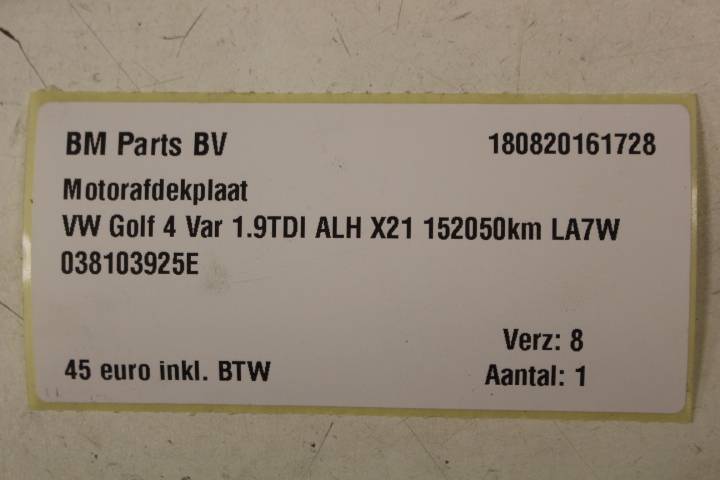 BM Parts BV 180820161728
Motorafdekplaat
VW Golf 4 Var 1.9TDI ALH X21 152050km LA7W
038103925E
Verz: 8
45 euro inkl. BTW Aantal: 1